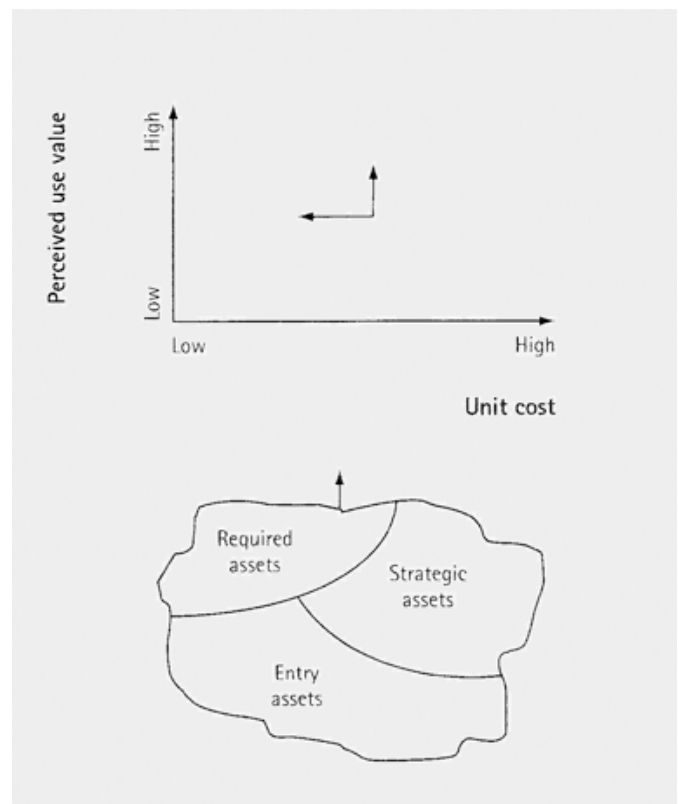 Perceived use value
High
Low
Low
High
Unit cost
Required
assets
Strategic
assets
Entry
assets